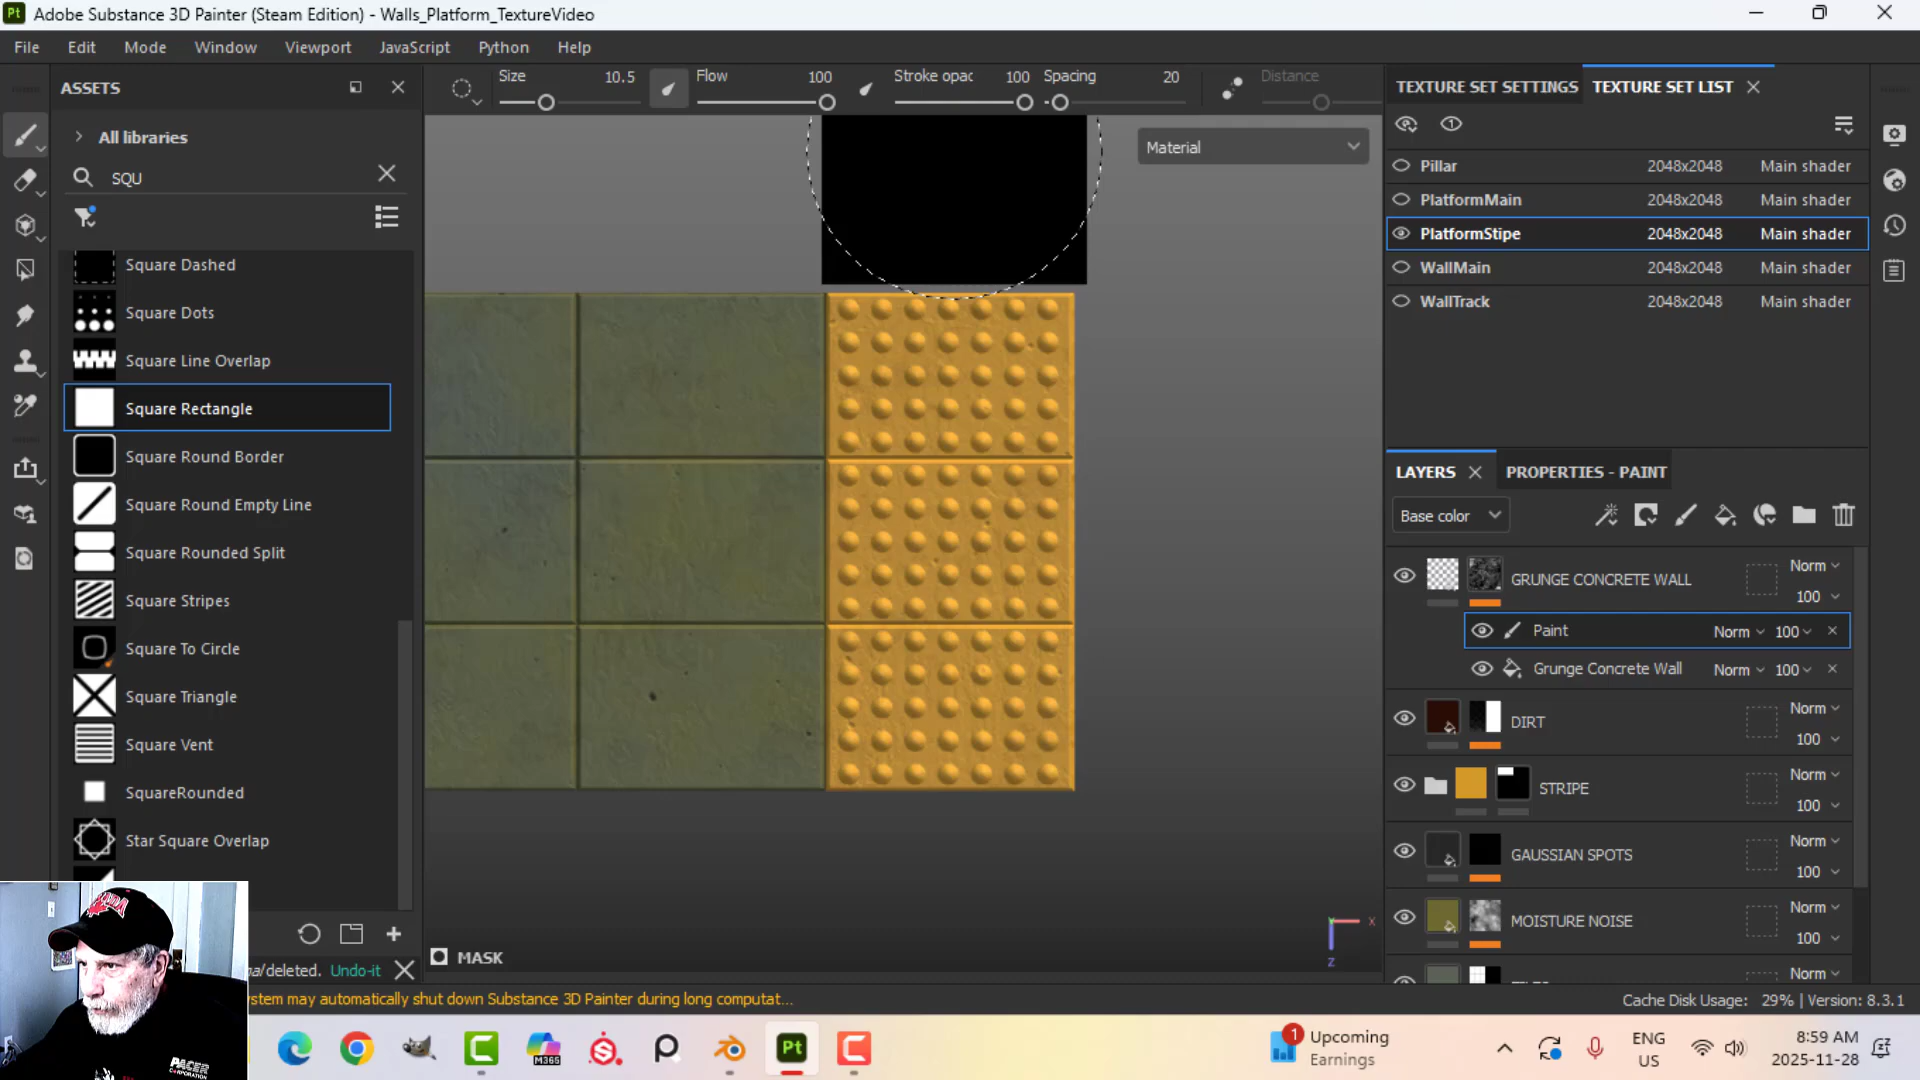 Adobe Substance 3D Painter (Steam Edition) - Walls_Platform_TextureVideo
File Edit Mode Window Viewport JavaScript Python Help
ASSETS
Size 10.5 Flow 100 Stroke opac 100 Spacing 20 Distance
TEXTURE SET SETTINGS TEXTURE SET LIST
All libraries
SQU
Material
Pillar 2048x2048 Main shader
PlatformMain 2048x2048 Main shader
PlatformStipe 2048x2048 Main shader
WallMain 2048x2048 Main shader
WallTrack 2048x2048 Main shader
Square Dashed
Square Dots
Square Line Overlap
Square Rectangle
Square Round Border
Square Round Empty Line
Square Rounded Split
Square Stripes
Square To Circle
Square Triangle
Square Vent
SquareRounded
Star Square Overlap
LAYERS PROPERTIES - PAINT
Base color
GRUNGE CONCRETE WALL Norm
100
Paint Norm 100
Grunge Concrete Wall Norm 100
DIRT Norm
100
STRIPE Norm
100
GAUSSIAN SPOTS Norm
100
MOISTURE NOISE Norm
100
Norm
X
Z
MASK
/deleted. Undo-it
ystem may automatically shut down Substance 3D Painter during long computat...
Cache Disk Usage: 29% | Version: 8.3.1
PACER
CORPORATION
M365
Pt
1
Upcoming
Earnings
ENG
US
8:59 AM
2025-11-28